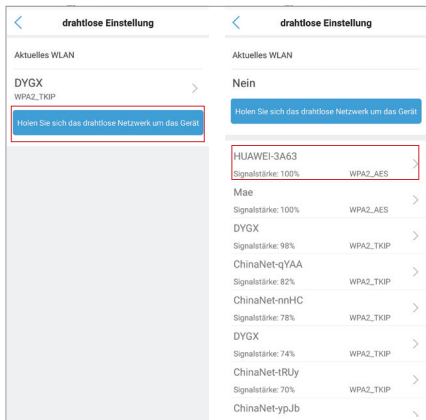 drahtlose Einstellung
Aktuelles WLAN
DYGX
WPA2_TKIP
Holen Sie sich das drahtlose Netzwerk um das Gerät
drahtlose Einstellung
Aktuelles WLAN
Nein
Holen Sie sich das drahtlose Netzwerk um das Gerät
HUAWEI-3A63
Signalstärke: 100% WPA2_AES
Mae
Signalstärke: 100% WPA2_AES
DYGX
Signalstärke: 98% WPA2_TKIP
ChinaNet-qYAA
Signalstärke: 82% WPA2_TKIP
ChinaNet-nnHC
Signalstärke: 78% WPA2_TKIP
DYGX
Signalstärke: 74% WPA2_TKIP
ChinaNet-tRUy
Signalstärke: 70% WPA2_TKIP
ChinaNet-ypJb